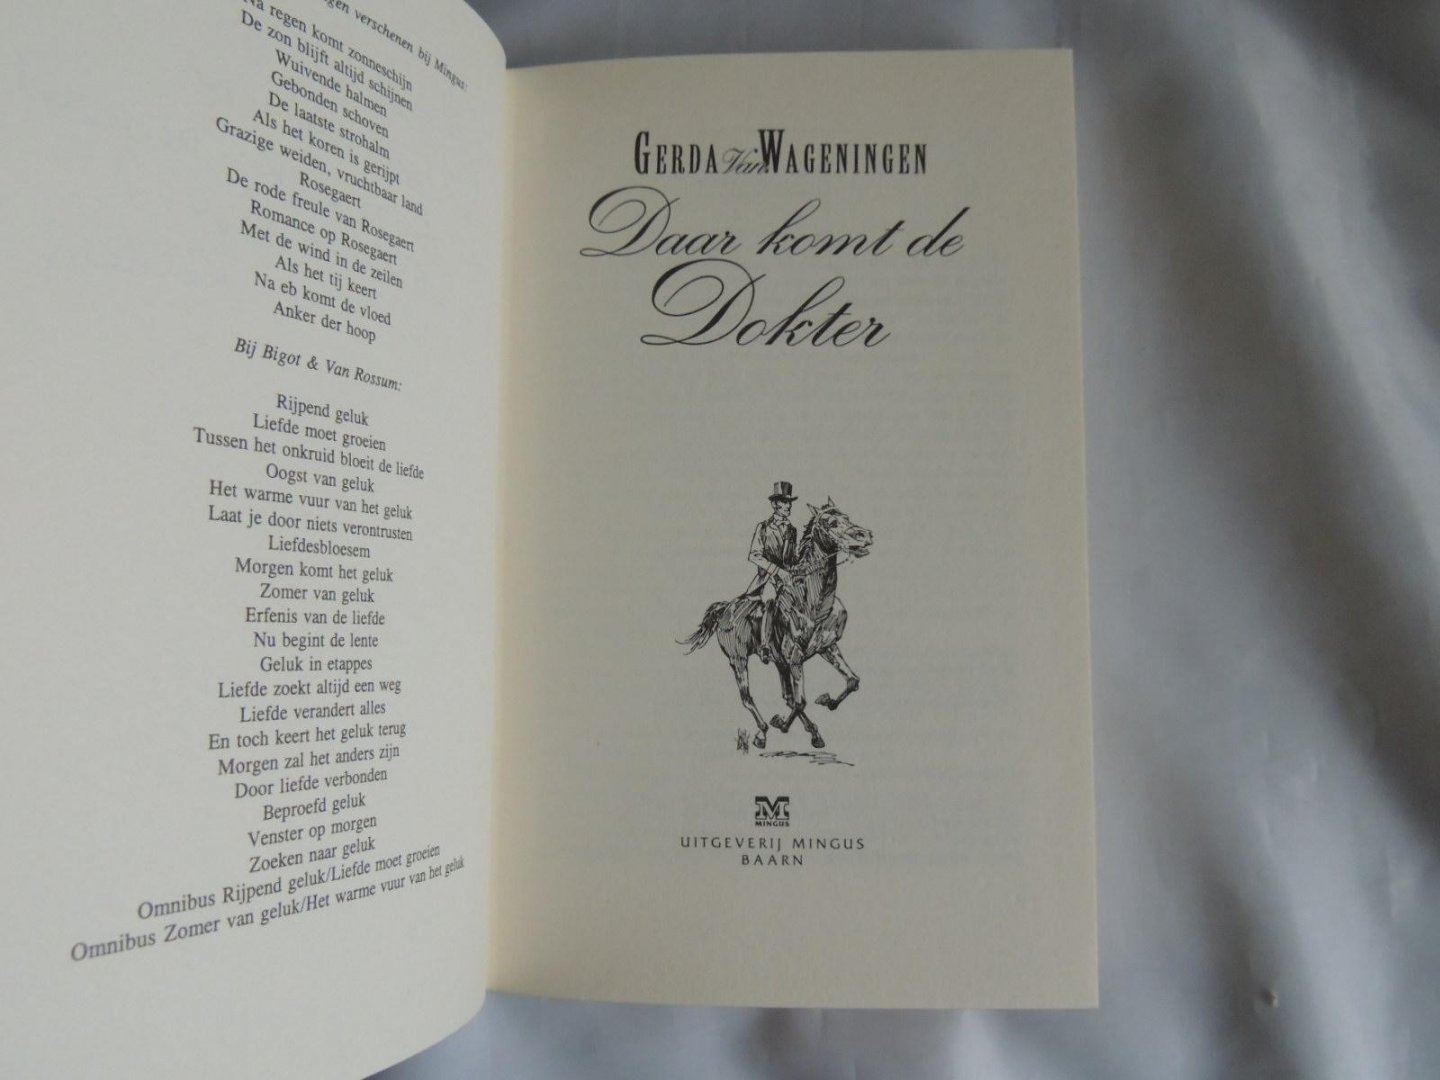 gen verschenen bij Mingus:
Na regen komt zonneschijn
De zon blijft altijd schijnen
Wuivende halmen
Gebonden schoven
De laatste strohalm
Als het koren is gerijpt
Grazige weiden, vruchtbaar land
Rosegaert
De rode freule van Rosegaert
Romance op Rosegaert
Met de wind in de zeilen
Als het tij keert
Na eb komt de vloed
Anker der hoop
Bij Bigot & Van Rossum:
Rijpend geluk
Liefde moet groeien
Tussen het onkruid bloeit de liefde
Oogst van geluk
Het warme vuur van het geluk
Laat je door niets verontrusten
Liefdesbloesem
Morgen komt het geluk
Zomer van geluk
Erfenis van de liefde
Nu begint de lente
Geluk in etappes
Liefde zoekt altijd een weg
Liefde verandert alles
En toch keert het geluk terug
Morgen zal het anders zijn
Door liefde verbonden
Beproefd geluk
Venster op morgen
Zoeken naar geluk
Omnibus Rijpend geluk/Liefde moet groeien
Omnibus Zomer van geluk/Het warme vuur van het geluk
GERDA Van WAGENINGEN
Daar komt de
Dokter
M
MINGUS
UITGEVERIJ MINGUS
BAARN